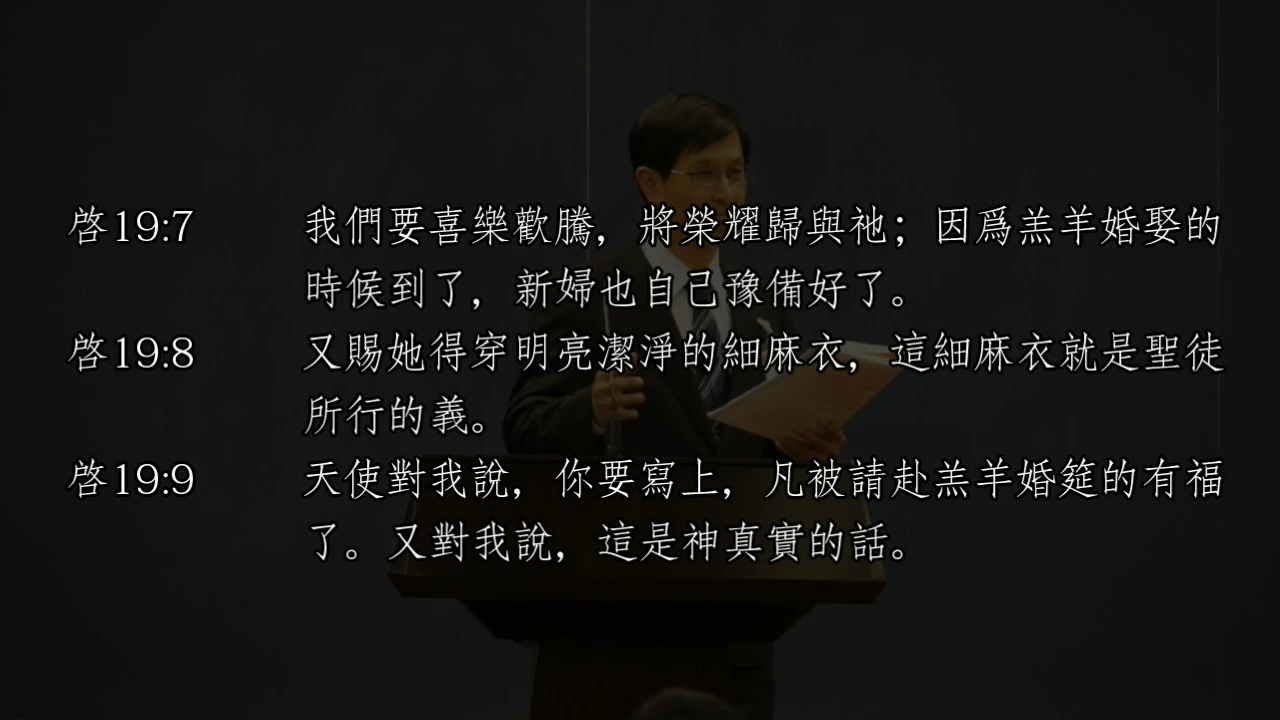 啓19:7 我們要喜樂歡騰，將榮耀歸與祂；因爲羔羊婚娶的
時候到了，新婦也自己豫備好了。
啓19:8 又賜她得穿明亮潔淨的細麻衣，這細麻衣就是聖徒
所行的義。
啓19:9 天使對我說，你要寫上，凡被請赴羔羊婚筵的有福
了。又對我說，這是神真實的話。